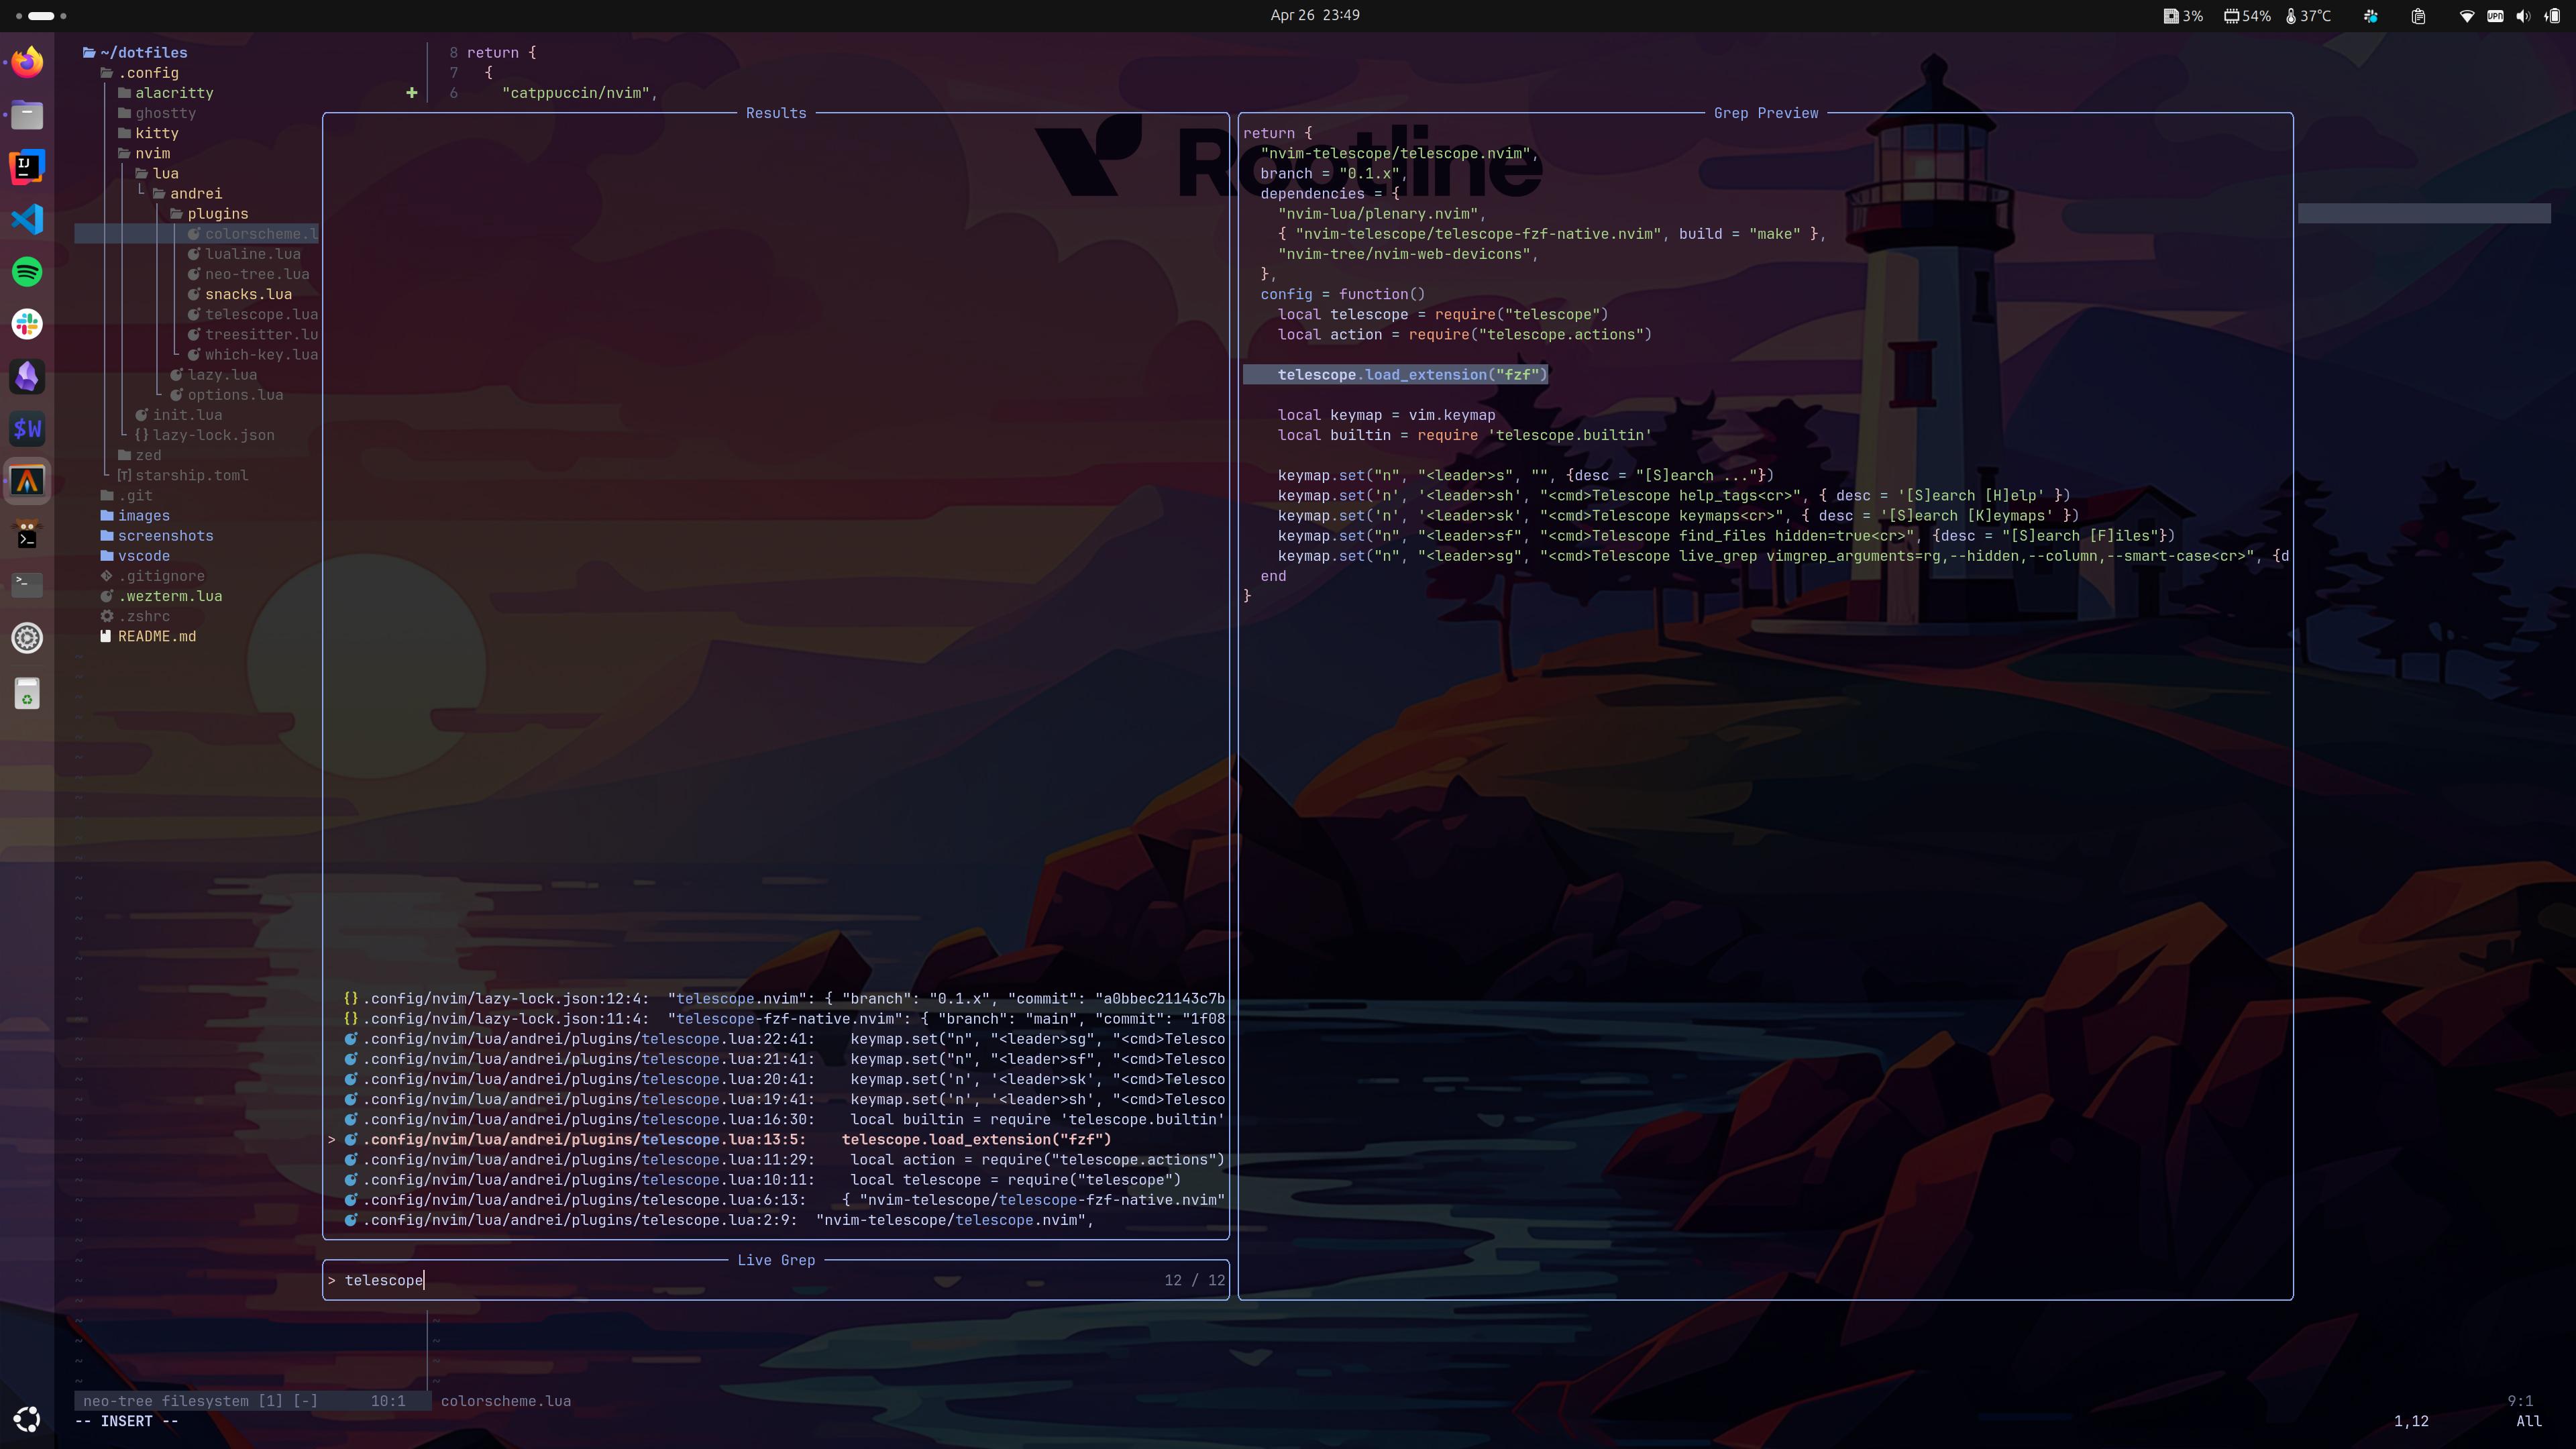 Apr 26 23:49
3% 54% 37°C VPN
~/dotfiles
.config
alacritty
ghostty
kitty
nvim
lua
andrei
plugins
colorscheme.l
lualine.lua
neo-tree.lua
snacks.lua
telescope.lua
treesitter.lu
which-key.lua
lazy.lua
options.lua
init.lua
{} lazy-lock.json
zed
[T] starship.toml
.git
images
screenshots
vscode
.gitignore
.wezterm.lua
.zshrc
README.md
8 return {
7 {
6 "catppuccin/nvim",
IJ
$W
>_
Results
{} .config/nvim/lazy-lock.json:12:4: "telescope.nvim": { "branch": "0.1.x", "commit": "a0bbec21143c7b
{} .config/nvim/lazy-lock.json:11:4: "telescope-fzf-native.nvim": { "branch": "main", "commit": "1f08
.config/nvim/lua/andrei/plugins/telescope.lua:22:41: keymap.set("n", "<leader>sg", "<cmd>Telesco
.config/nvim/lua/andrei/plugins/telescope.lua:21:41: keymap.set("n", "<leader>sf", "<cmd>Telesco
.config/nvim/lua/andrei/plugins/telescope.lua:20:41: keymap.set('n', '<leader>sk', "<cmd>Telesco
.config/nvim/lua/andrei/plugins/telescope.lua:19:41: keymap.set('n', '<leader>sh', "<cmd>Telesco
.config/nvim/lua/andrei/plugins/telescope.lua:16:30: local builtin = require 'telescope.builtin'
> .config/nvim/lua/andrei/plugins/telescope.lua:13:5: telescope.load_extension("fzf")
.config/nvim/lua/andrei/plugins/telescope.lua:11:29: local action = require("telescope.actions")
.config/nvim/lua/andrei/plugins/telescope.lua:10:11: local telescope = require("telescope")
.config/nvim/lua/andrei/plugins/telescope.lua:6:13: { "nvim-telescope/telescope-fzf-native.nvim"
.config/nvim/lua/andrei/plugins/telescope.lua:2:9: "nvim-telescope/telescope.nvim",
Live Grep
> telescope 12 / 12
Grep Preview
Rootline
return {
"nvim-telescope/telescope.nvim",
branch = "0.1.x",
dependencies = {
"nvim-lua/plenary.nvim",
{ "nvim-telescope/telescope-fzf-native.nvim", build = "make" },
"nvim-tree/nvim-web-devicons",
},
config = function()
local telescope = require("telescope")
local action = require("telescope.actions")
telescope.load_extension("fzf")
local keymap = vim.keymap
local builtin = require 'telescope.builtin'
keymap.set("n", "<leader>s", "", {desc = "[S]earch ..."})
keymap.set('n', '<leader>sh', "<cmd>Telescope help_tags<cr>", { desc = '[S]earch [H]elp' })
keymap.set('n', '<leader>sk', "<cmd>Telescope keymaps<cr>", { desc = '[S]earch [K]eymaps' })
keymap.set("n", "<leader>sf", "<cmd>Telescope find_files hidden=true<cr>", {desc = "[S]earch [F]iles"})
keymap.set("n", "<leader>sg", "<cmd>Telescope live_grep vimgrep_arguments=rg,--hidden,--column,--smart-case<cr>", {d
end
}
neo-tree filesystem [1] [-] 10:1 colorscheme.lua 9:1
-- INSERT -- 1,12 All